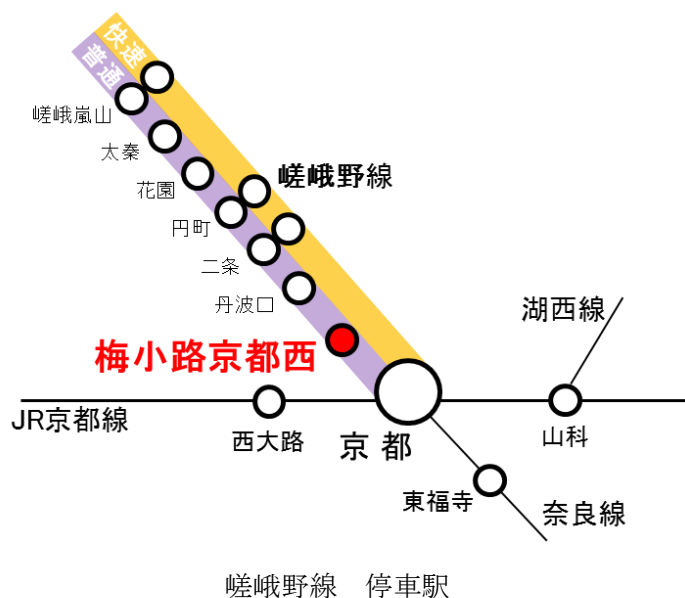 快速
普通
嵯峨嵐山
太秦
嵯峨野線
花園
円町
二条
丹波口
湖西線
梅小路京都西
JR京都線
西大路
京都
山科
東福寺
奈良線
嵯峨野線　停車駅